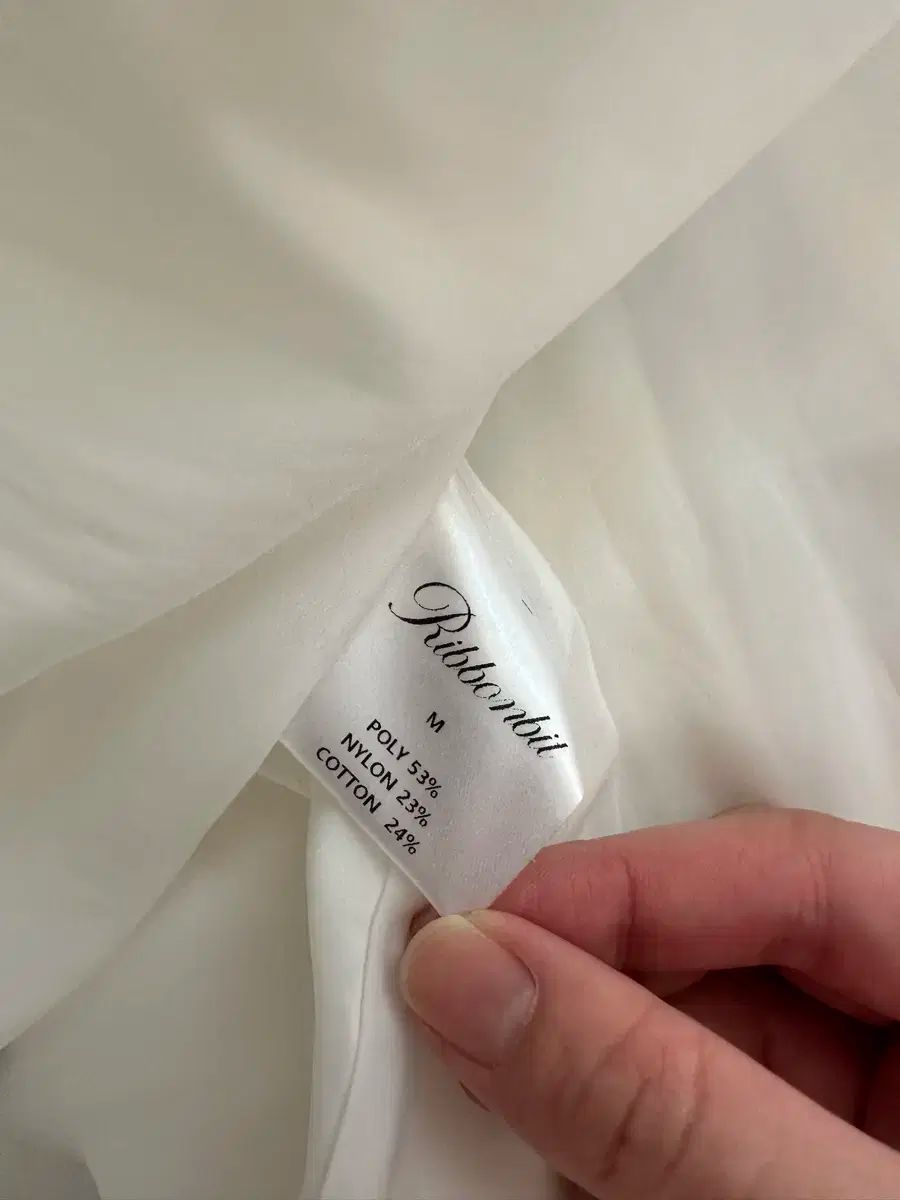 Ribbonbit
M
POLY 53%
NYLON 23%
COTTON 24%